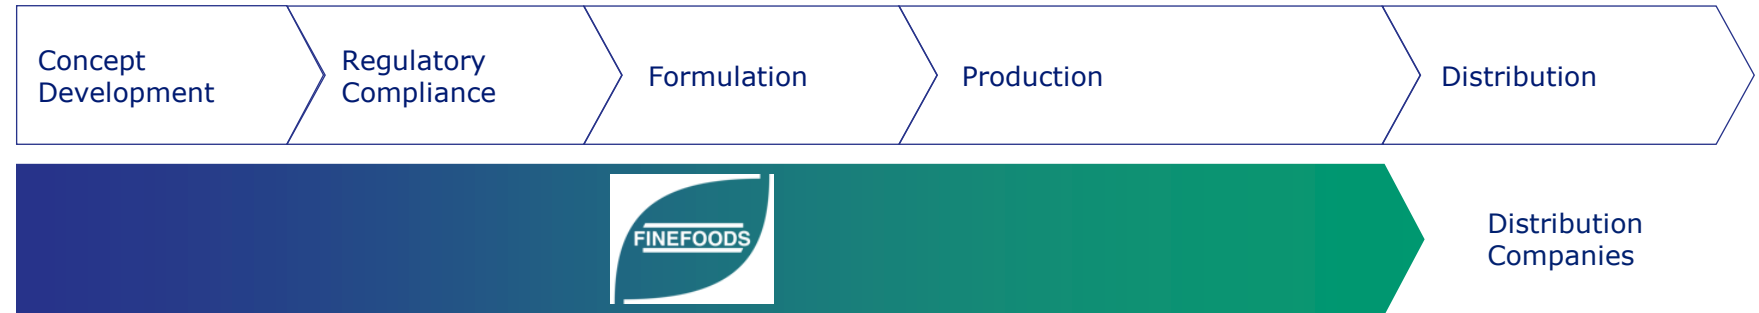 Concept
Development
Regulatory
Compliance
Formulation
Production
Distribution
FINEFOODS
Distribution
Companies